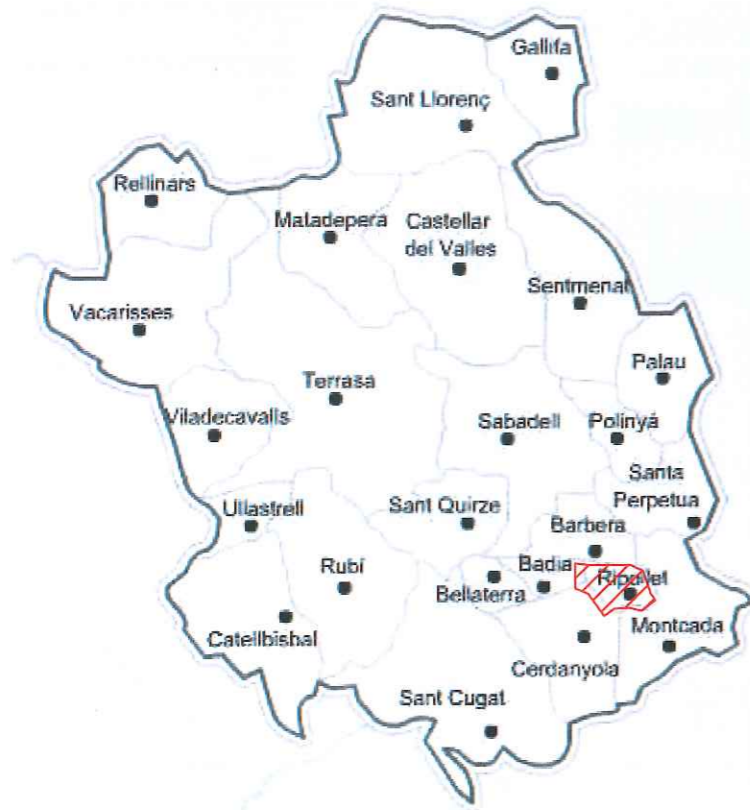 Gallifa
Sant Llorenç
Rellinars
Matadepera
Castellar
del Valles
Sentmenat
Vacarisses
Palau
Terrasa
Viladecavalls
Sabadell
Polinyá
Santa
Perpetua
Ullastrell
Sant Quirze
Barbera
Rubí
Badia
Bellaterra
Ripollet
Montcada
Catellbisbal
Cerdanyola
Sant Cugat